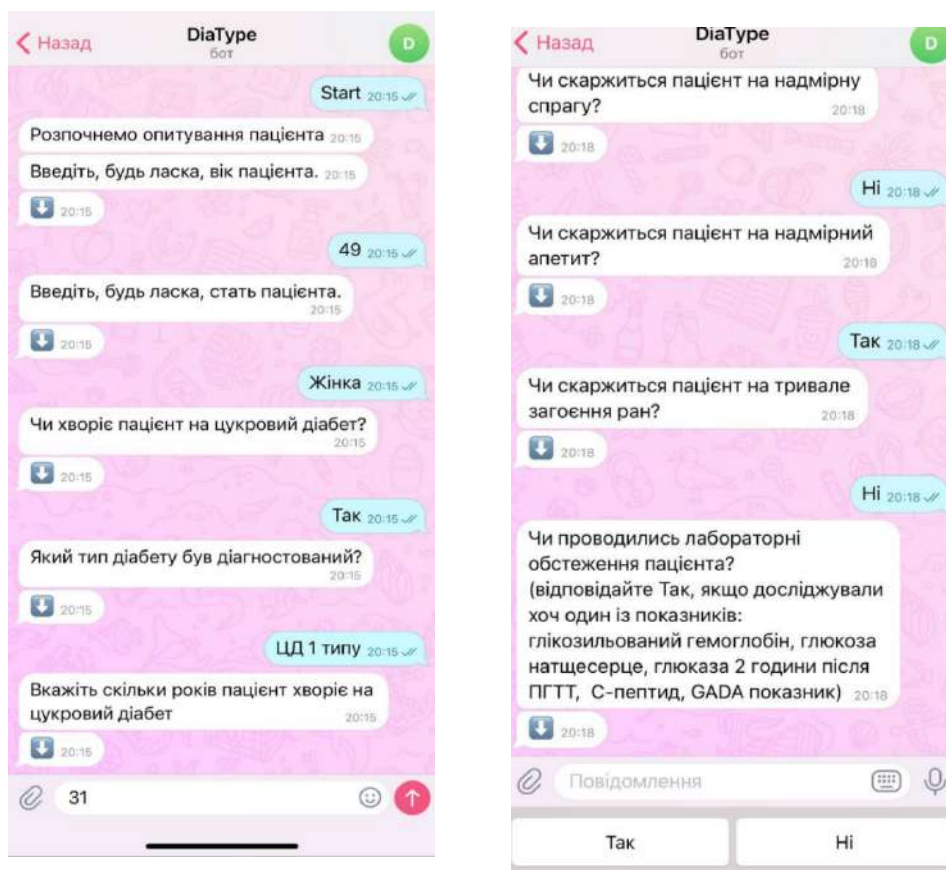 Назад
DiaType
бот
D
Start 20:15
Розпочнемо опитування пацієнта 20:15
Введіть, будь ласка, вік пацієнта. 20:15
20:15
49 20:15
Введіть, будь ласка, стать пацієнта.
20:15
20:15
Жінка 20:15
Чи хворіє пацієнт на цукровий діабет?
20:15
20:15
Так 20:15
Який тип діабету був діагностований?
20:15
20:15
ЦД 1 типу 20:15
Вкажіть скільки років пацієнт хворіє на
цукровий діабет 20:15
20:15
31
Назад
DiaType
бот
D
Чи скаржиться пацієнт на надмірну
спрагу? 20:18
20:18
Ні 20:18
Чи скаржиться пацієнт на надмірний
апетит? 20:18
20:18
Так 20:18
Чи скаржиться пацієнт на тривале
загоєння ран? 20:18
20:18
Ні 20:18
Чи проводились лабораторні
обстеження пацієнта?
(відповідайте Так, якщо досліджували
хоч один із показників:
глікозильований гемоглобін, глюкоза
натщесерце, глюказа 2 години після
ПГТТ, С-пептид, GADA показник) 20:18
20:18
Повідомлення
Так
Ні